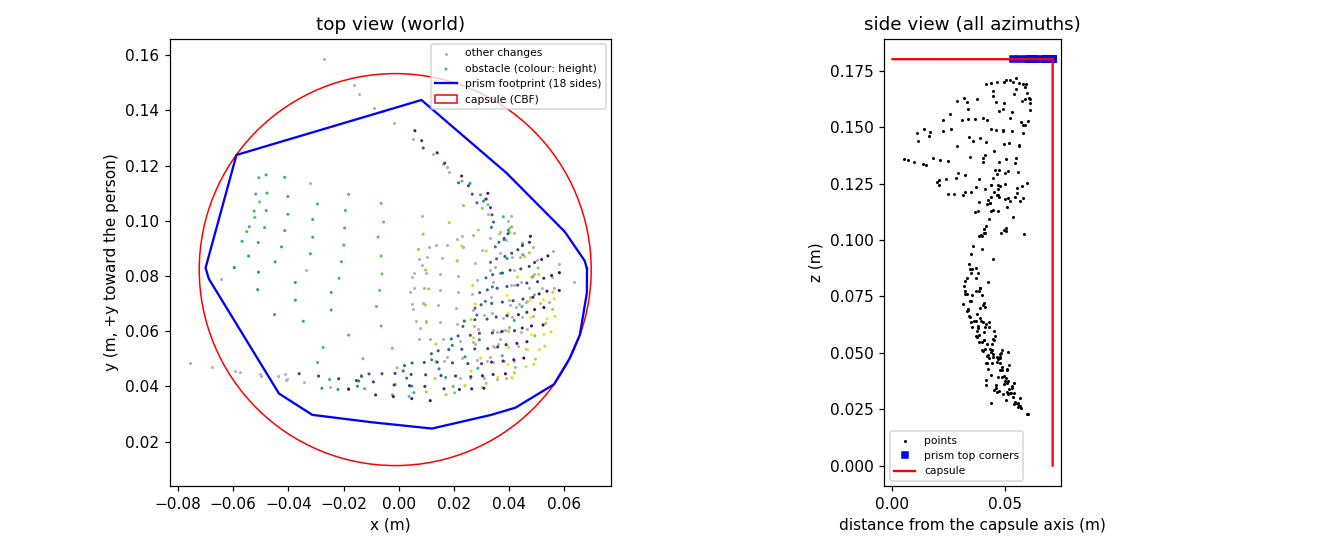 top view (world)
0.16
0.14
0.12
0.10
0.08
0.06
0.04
0.02
y (m, +y toward the person)
−0.08
−0.06
−0.04
−0.02
0.00
0.02
0.04
0.06
x (m)
other changes
obstacle (colour: height)
prism footprint (18 sides)
capsule (CBF)
side view (all azimuths)
0.175
0.150
0.125
0.100
0.075
0.050
0.025
0.000
z (m)
points
prism top corners
capsule
0.00
0.05
distance from the capsule axis (m)